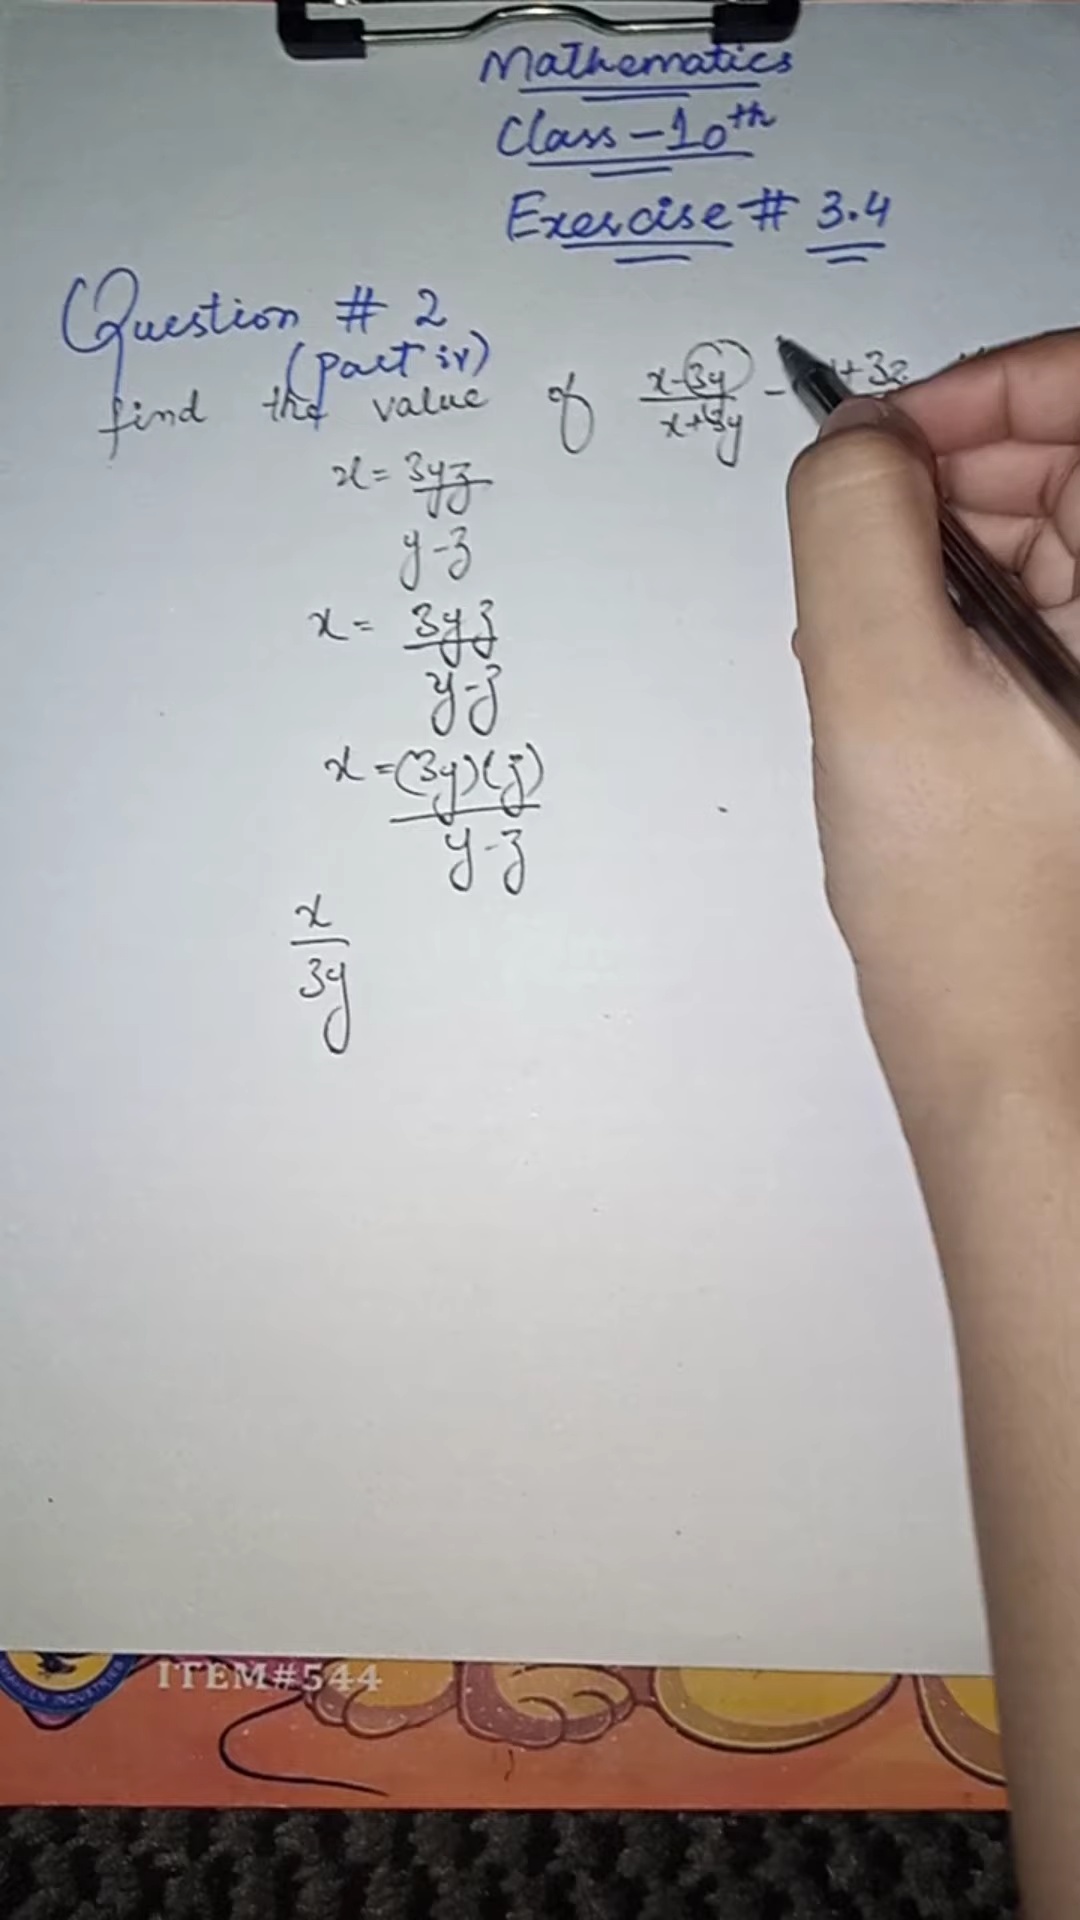 Mathematics
Class - 10th
Exercise # 3.4
Question # 2
(part iv)
find the value of x-3y/x+3y - + 3z
x = 3yz
y-z
x = 3yz
y-z
x = (3y)(z)
y-z
x
3y
ITEM#544